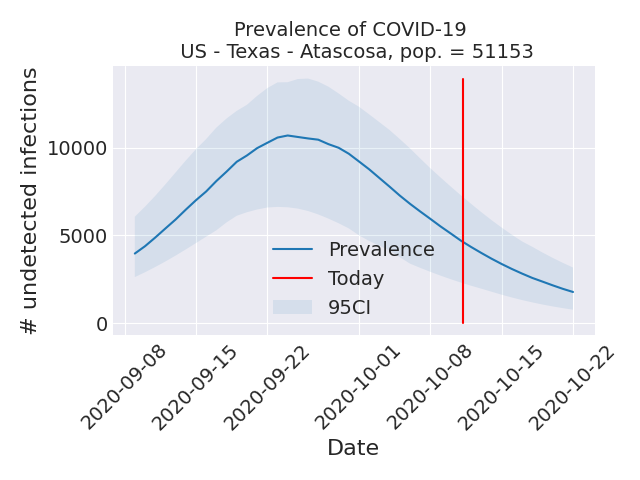 Prevalence of COVID-19
US - Texas - Atascosa, pop. = 51153
# undetected infections
10000
5000
0
Prevalence
Today
95CI
2020-09-08
2020-09-15
2020-09-22
2020-10-01
2020-10-08
2020-10-15
2020-10-22
Date